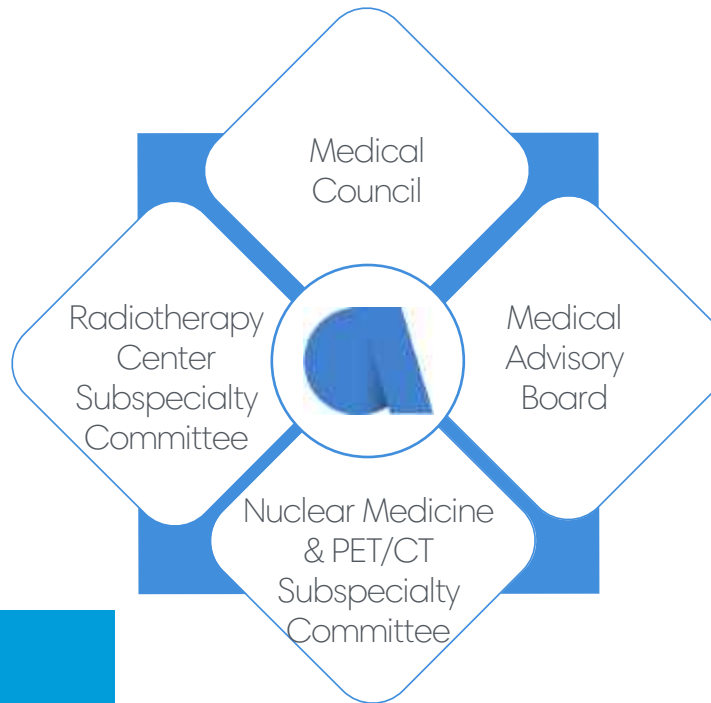 Medical
Council
Radiotherapy
Center
Subspecialty
Committee
Medical
Advisory
Board
Nuclear Medicine
& PET/CT
Subspecialty
Committee